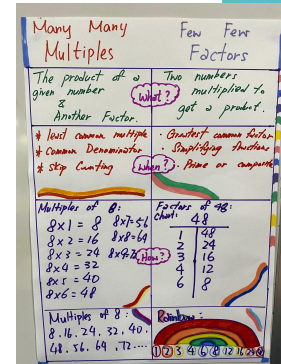 Many Many
Multiples
Few Fews
Factors
The product of a
given number
&
Another Factor.
What?
Two numbers
multiplied to
get a product.
* least common multiple
* Common Denominator
* Skip Counting
When?
· Greatest common factor
· Simplifying fractions
· Prime or composite
Multiples of 8:
8x1 = 8
8x2 = 16
8x3 = 24
8x4 = 32
8x5 = 40
8x6 = 48
8x7=56
8x8=64
How?
Factors of 48:
Chart:
48
1 48
2 24
3 16
4 12
6 8
Multiples of 8:
8. 16. 24. 32. 40.
48. 56. 64. 72....
Rainbow:
1 2 3 4 6 8 12 16 24 48